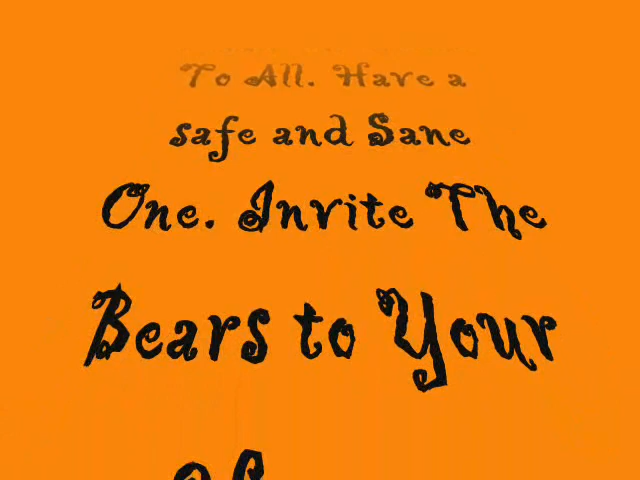 To All. Have a
safe and Sane
One. Invite The
Bears to Your